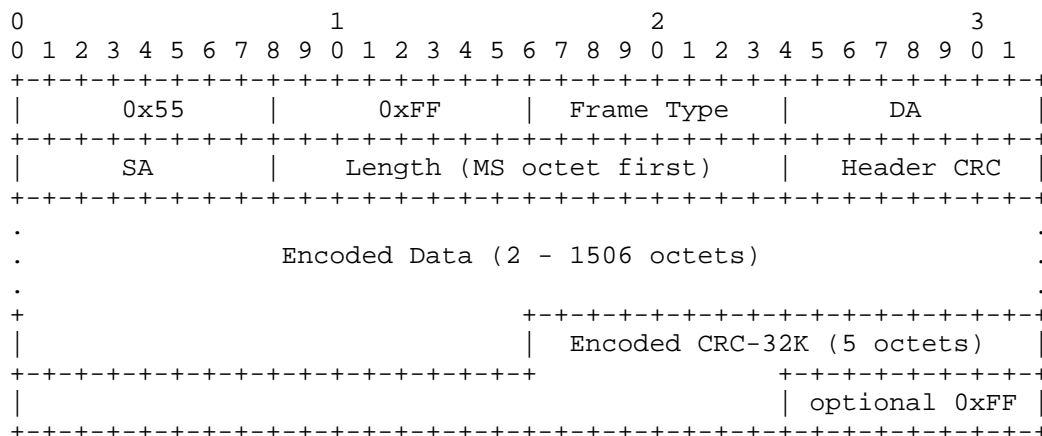 0                   1                   2                   3
0 1 2 3 4 5 6 7 8 9 0 1 2 3 4 5 6 7 8 9 0 1 2 3 4 5 6 7 8 9 0 1
+-+-+-+-+-+-+-+-+-+-+-+-+-+-+-+-+-+-+-+-+-+-+-+-+-+-+-+-+-+-+-+-+
|      0x55     |      0xFF     |  Frame Type   |      DA       |
+-+-+-+-+-+-+-+-+-+-+-+-+-+-+-+-+-+-+-+-+-+-+-+-+-+-+-+-+-+-+-+-+
|      SA       |    Length (MS octet first)    |   Header CRC  |
+-+-+-+-+-+-+-+-+-+-+-+-+-+-+-+-+-+-+-+-+-+-+-+-+-+-+-+-+-+-+-+-+
.                                                               .
.                Encoded Data (2 - 1506 octets)                 .
.                                                               .
+                               +-+-+-+-+-+-+-+-+-+-+-+-+-+-+-+-+
|                               |  Encoded CRC-32K (5 octets)   |
+-+-+-+-+-+-+-+-+-+-+-+-+-+-+-+-+               +-+-+-+-+-+-+-+-+
|                                               | optional 0xFF |
+-+-+-+-+-+-+-+-+-+-+-+-+-+-+-+-+-+-+-+-+-+-+-+-+-+-+-+-+-+-+-+-+